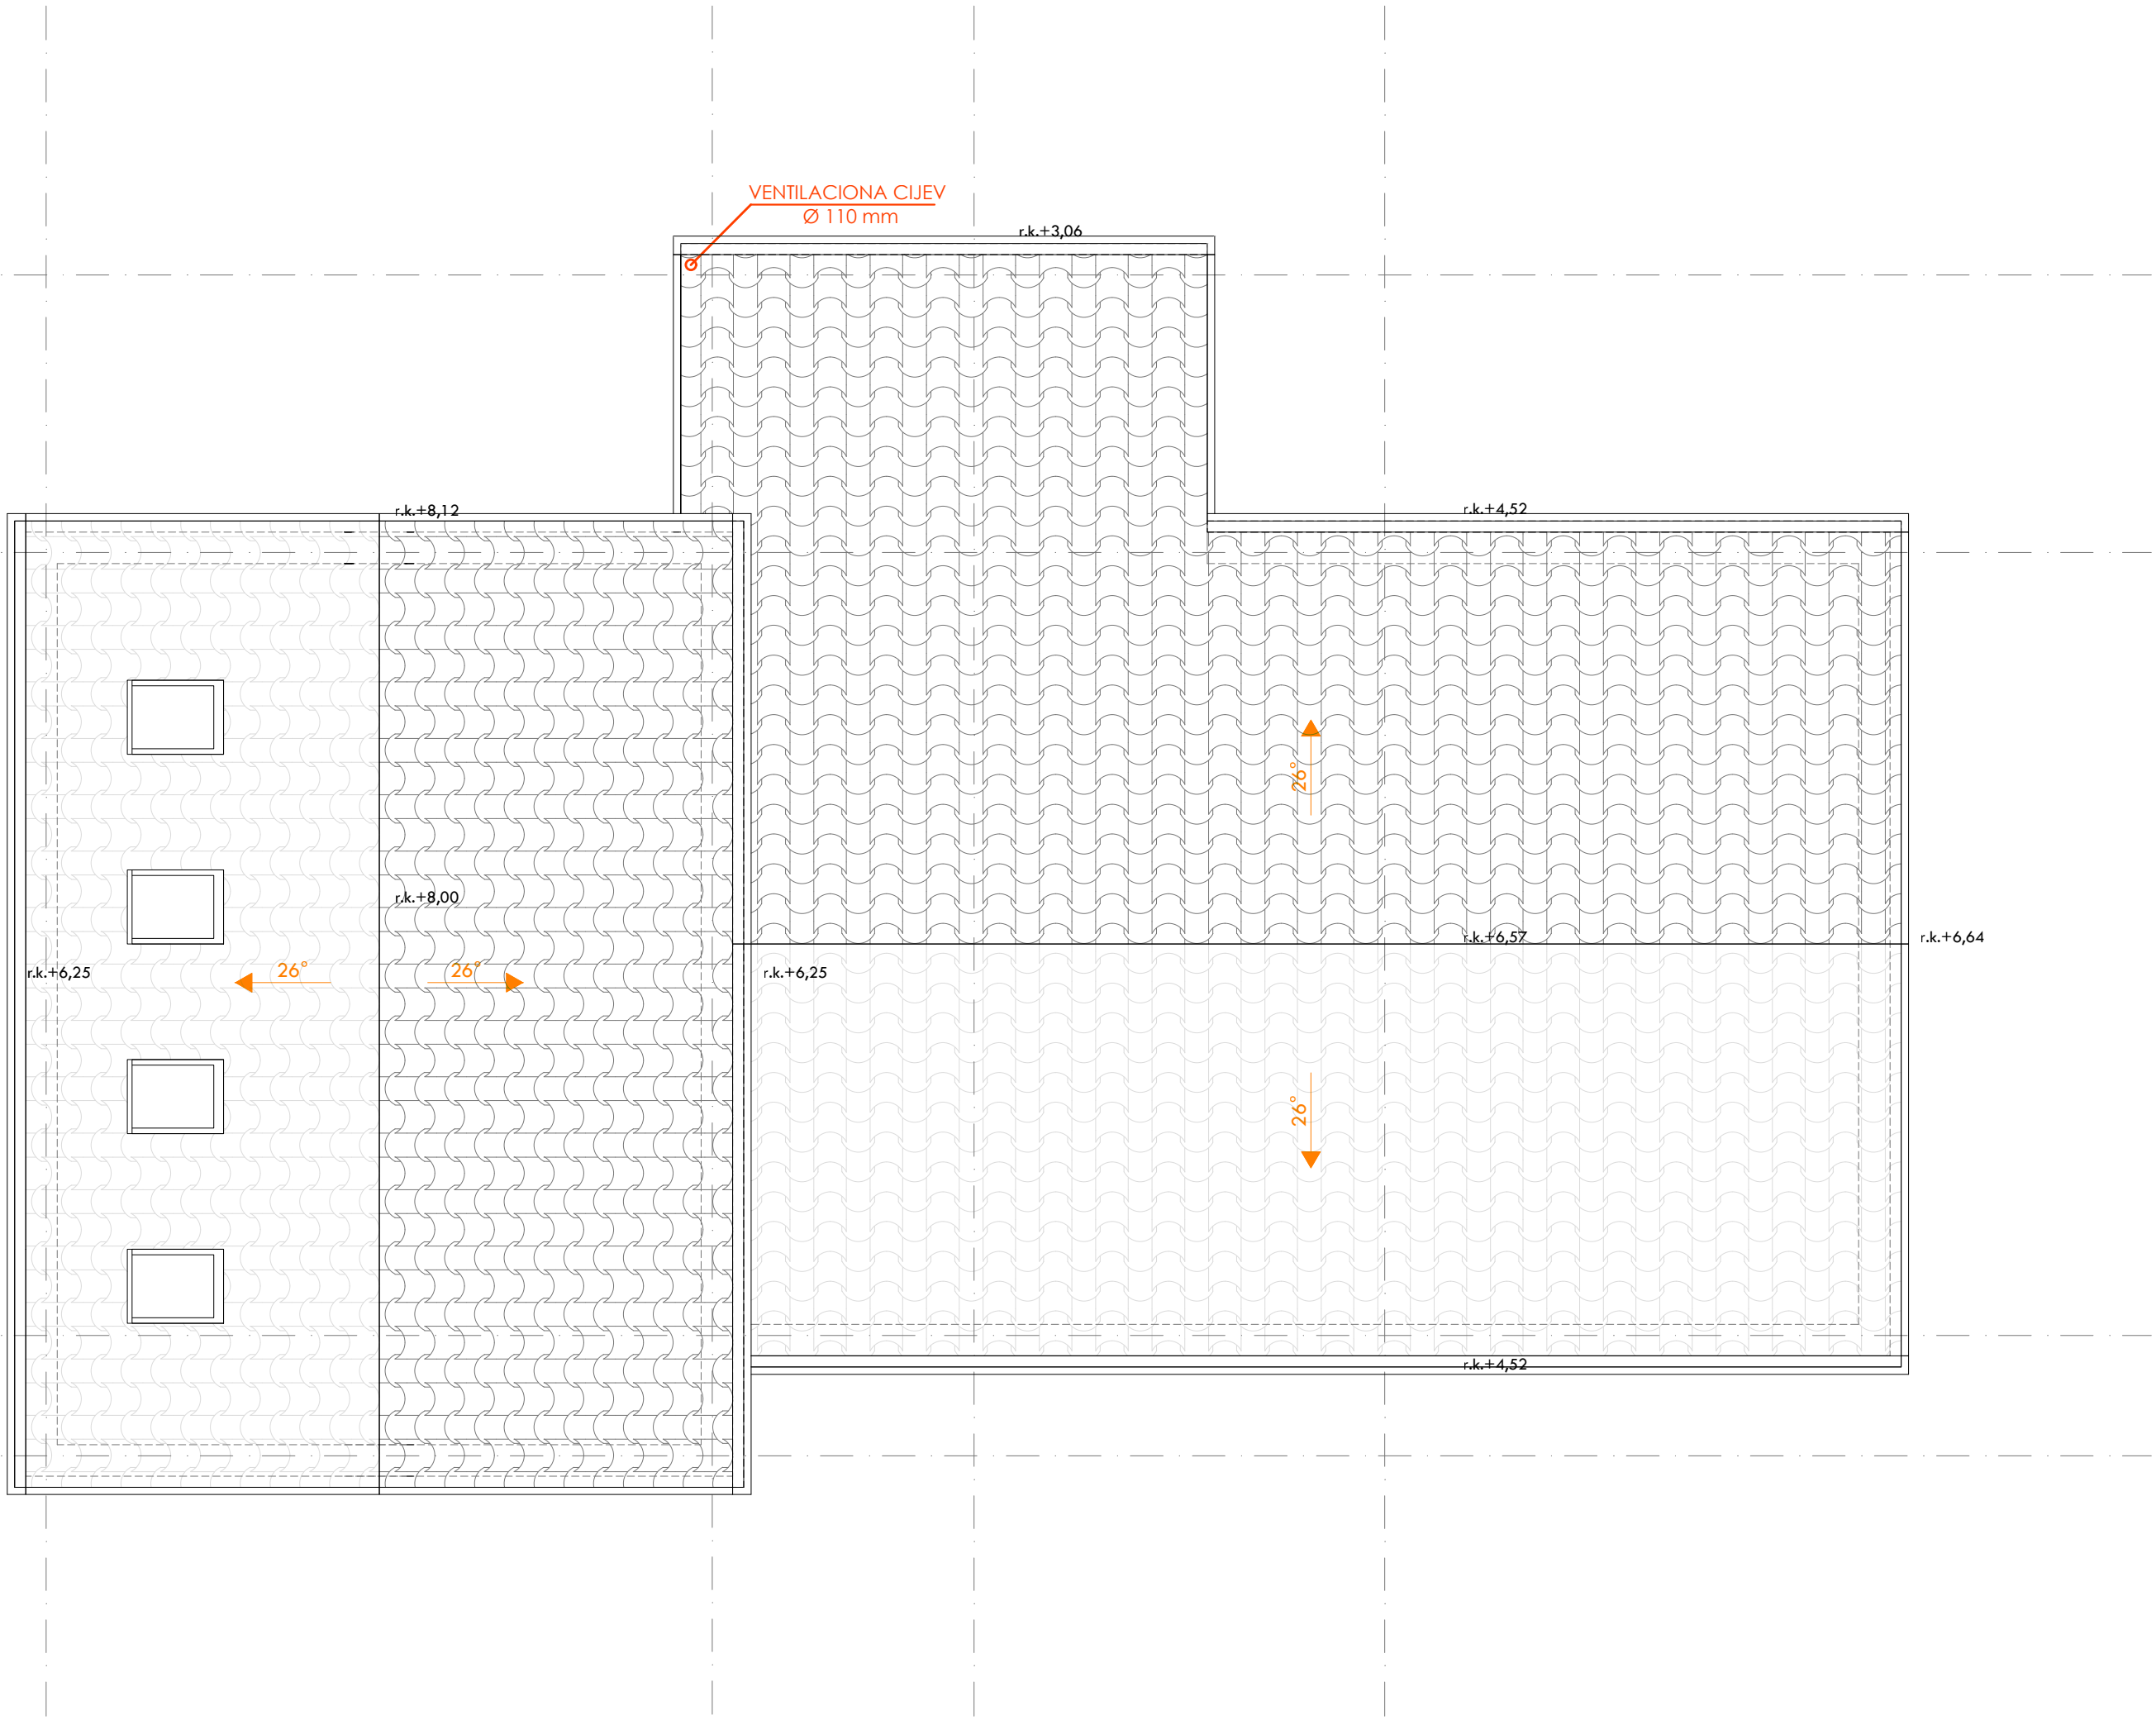 VENTILACIONA CIJEV
Ø 110 mm
r.k.+3,06
r.k.+8,12
r.k.+4,52
26°
r.k.+8,00
r.k.+6,57
r.k.+6,64
r.k.+6,25
26°
26°
r.k.+6,25
26°
r.k.+4,52